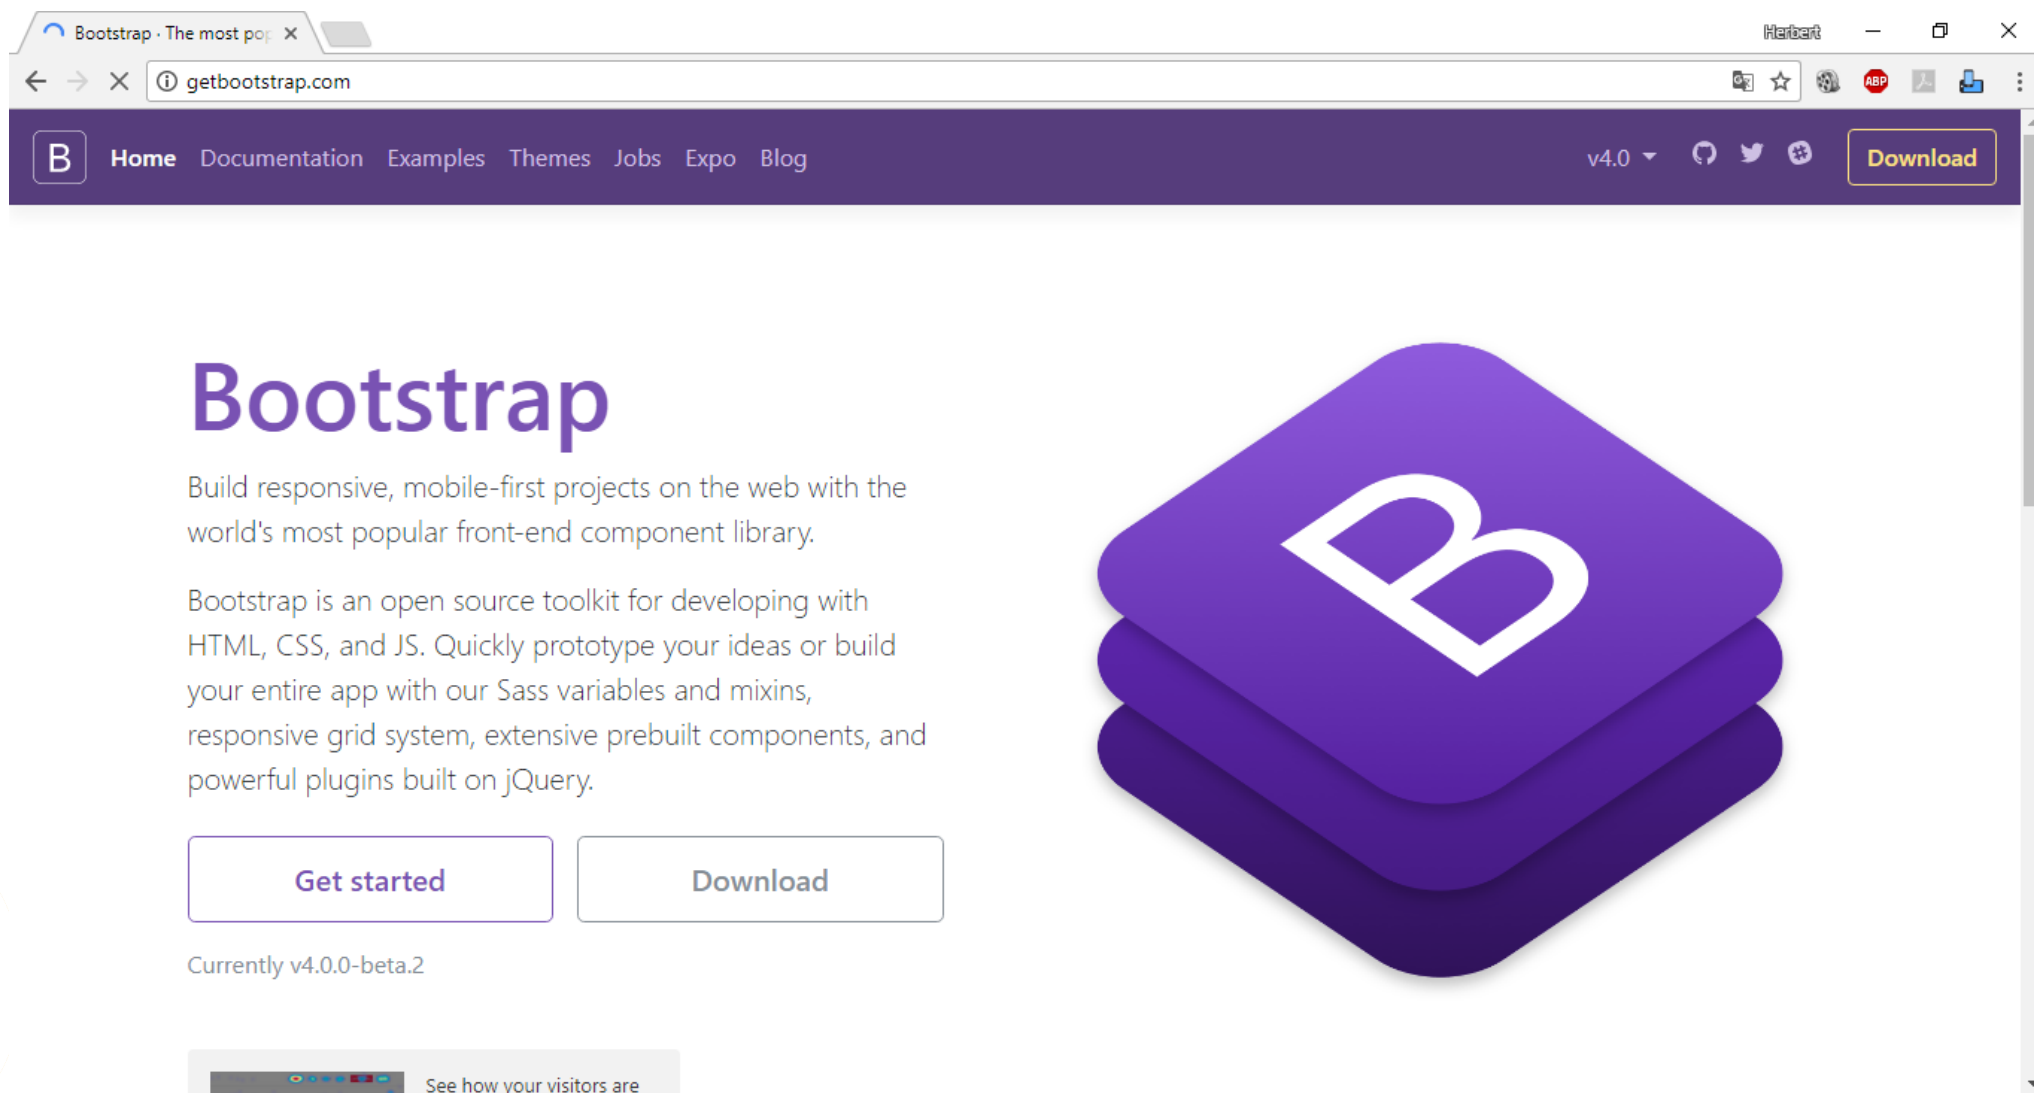 Bootstrap · The most pop
Herbert
getbootstrap.com
ABP
B Home Documentation Examples Themes Jobs Expo Blog v4.0 Download
Bootstrap
Build responsive, mobile-first projects on the web with the
world's most popular front-end component library.
Bootstrap is an open source toolkit for developing with
HTML, CSS, and JS. Quickly prototype your ideas or build
your entire app with our Sass variables and mixins,
responsive grid system, extensive prebuilt components, and
powerful plugins built on jQuery.
Get started Download
Currently v4.0.0-beta.2
B
See how your visitors are